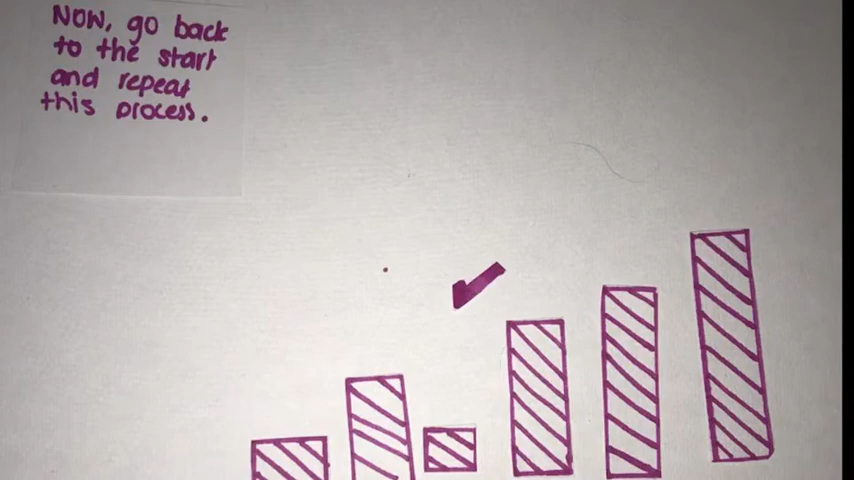 Now, go back
to the start
and repeat
this process.